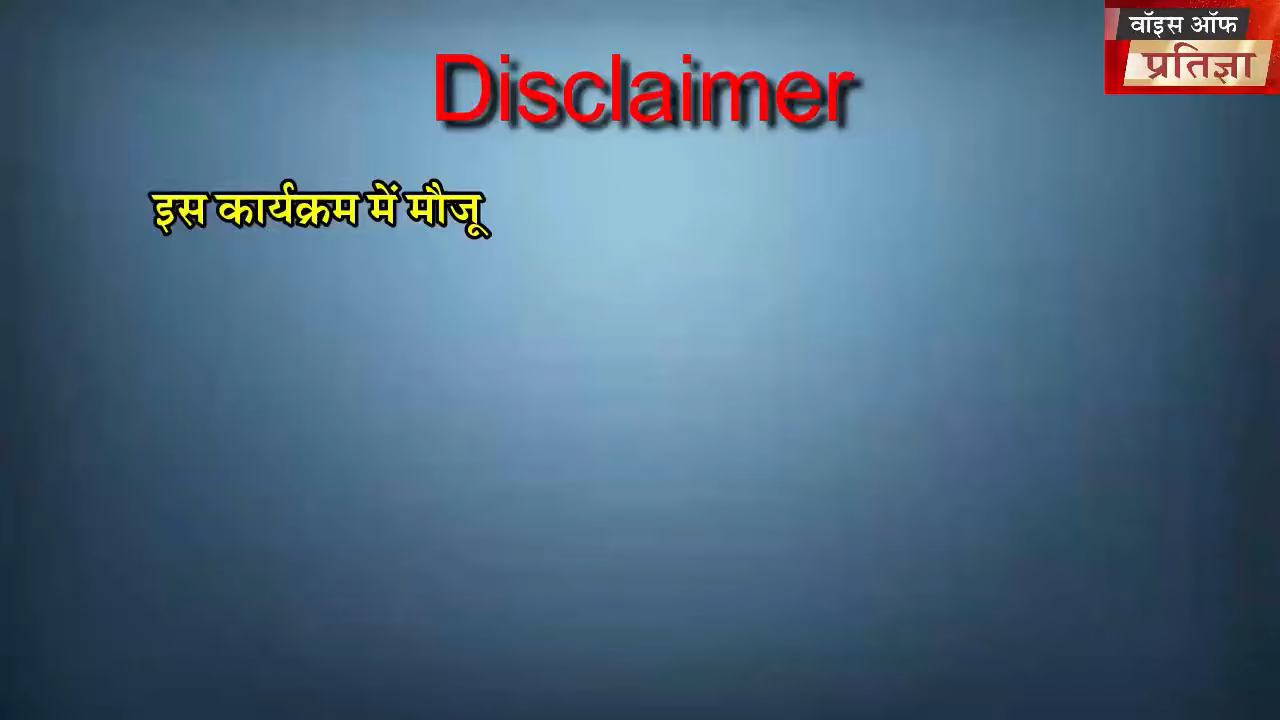 वॉइस ऑफ
प्रतिज्ञा
Disclaimer
इस कार्यक्रम में मौजू